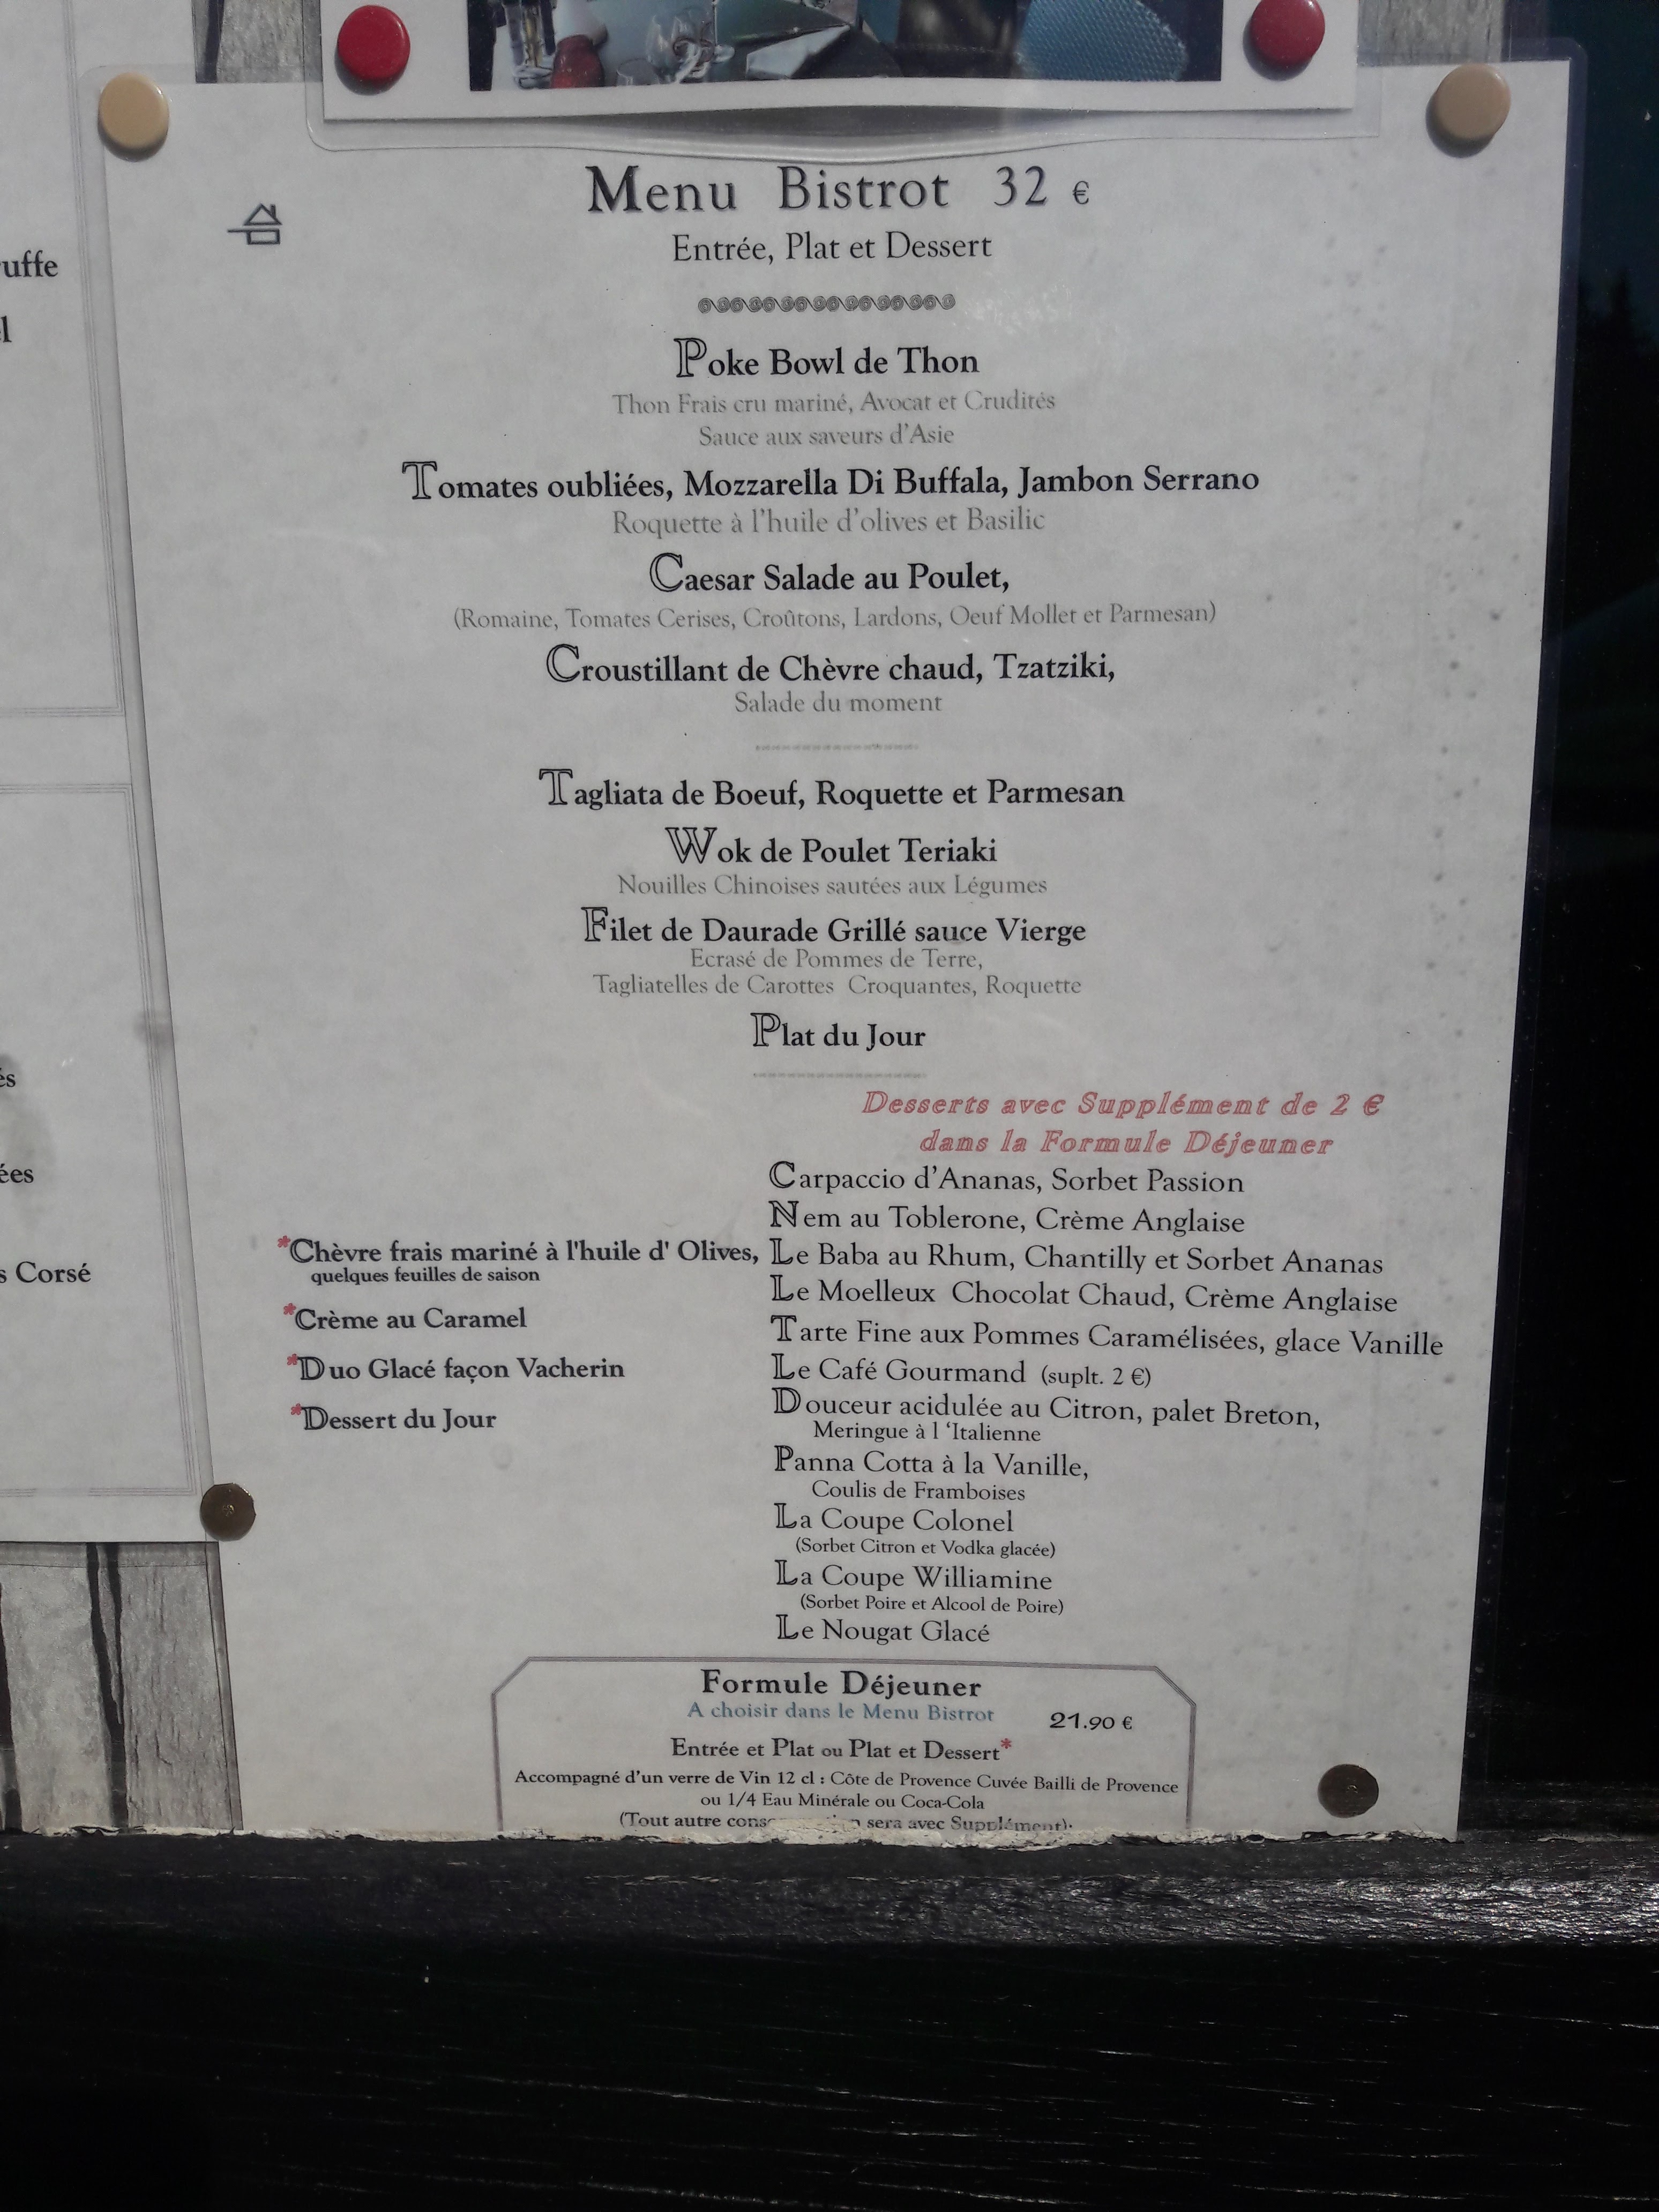 Menu Bistrot 32 €
Entrée, Plat et Dessert
Poke Bowl de Thon
Thon Frais cru mariné, Avocat et Crudités
Sauce aux saveurs d'Asie
Tomates oubliées, Mozzarella Di Buffala, Jambon Serrano
Roquette à l'huile d'olives et Basilic
Caesar Salade au Poulet,
(Romaine, Tomates Cerises, Croûtons, Lardons, Oeuf Mollet et Parmesan)
Croustillant de Chèvre chaud, Tzatziki,
Salade du moment
Tagliata de Boeuf, Roquette et Parmesan
Wok de Poulet Teriaki
Nouilles Chinoises sautées aux Légumes
Filet de Daurade Grillé sauce Vierge
Ecrasé de Pommes de Terre,
Tagliatelles de Carottes Croquantes, Roquette
Plat du Jour
*Chèvre frais mariné à l'huile d' Olives,
quelques feuilles de saison
*Crème au Caramel
*Duo Glacé façon Vacherin
*Dessert du Jour
Desserts avec Supplément de 2 €
dans la Formule Déjeuner
Carpaccio d'Ananas, Sorbet Passion
Nem au Toblerone, Crème Anglaise
Le Baba au Rhum, Chantilly et Sorbet Ananas
Le Moelleux Chocolat Chaud, Crème Anglaise
Tarte Fine aux Pommes Caramélisées, glace Vanille
Le Café Gourmand (suplt. 2 €)
Douceur acidulée au Citron, palet Breton,
Meringue à l 'Italienne
Panna Cotta à la Vanille,
Coulis de Framboises
La Coupe Colonel
(Sorbet Citron et Vodka glacée)
La Coupe Williamine
(Sorbet Poire et Alcool de Poire)
Le Nougat Glacé
Formule Déjeuner
A choisir dans le Menu Bistrot 21.90 €
Entrée et Plat ou Plat et Dessert*
Accompagné d'un verre de Vin 12 cl : Côte de Provence Cuvée Bailli de Provence
ou 1/4 Eau Minérale ou Coca-Cola
(Tout autre sera avec Supplément).
Corsé